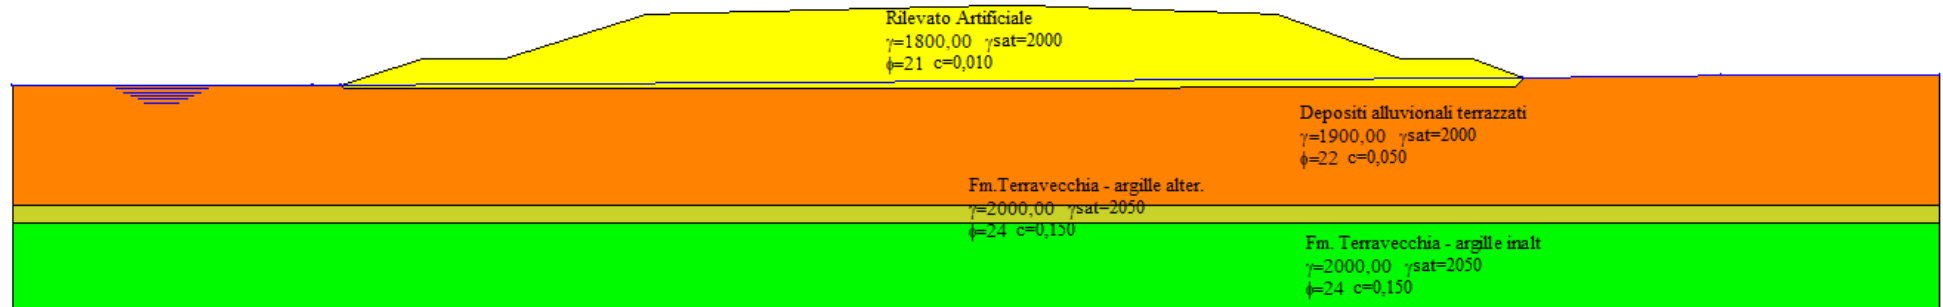 Rilevato Artificiale
γ=1800,00 γsat=2000
ϕ=21 c=0,010
Depositi alluvionali terrazzati
γ=1900,00 γsat=2000
ϕ=22 c=0,050
Fm.Terravecchia - argille alter.
γ=2000,00 γsat=2050
ϕ=24 c=0,150
Fm. Terravecchia - argille inalt
γ=2000,00 γsat=2050
ϕ=24 c=0,150